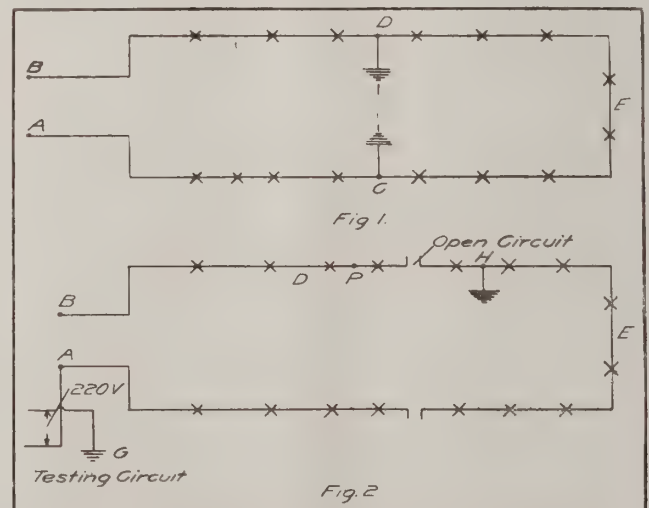 D
B
E
A
C
Fig 1.
Open Circuit
H
D P
B
E
A
220V
G
Testing Circuit
Fig. 2